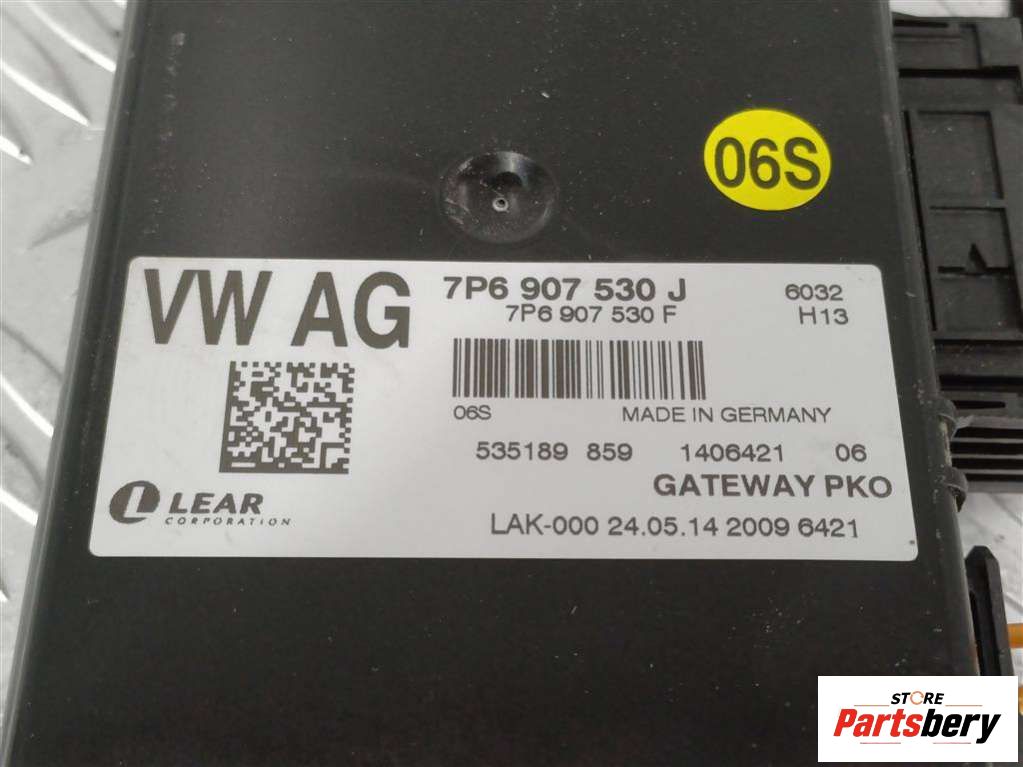 06S
VW AG
7P6 907 530 J
6032
7P6 907 530 F
H13
06S
MADE IN GERMANY
535189 859
1406421
06
GATEWAY PKO
LEAR
CORPORATION
LAK-000 24.05.14 2009 6421
STORE
Partsbery